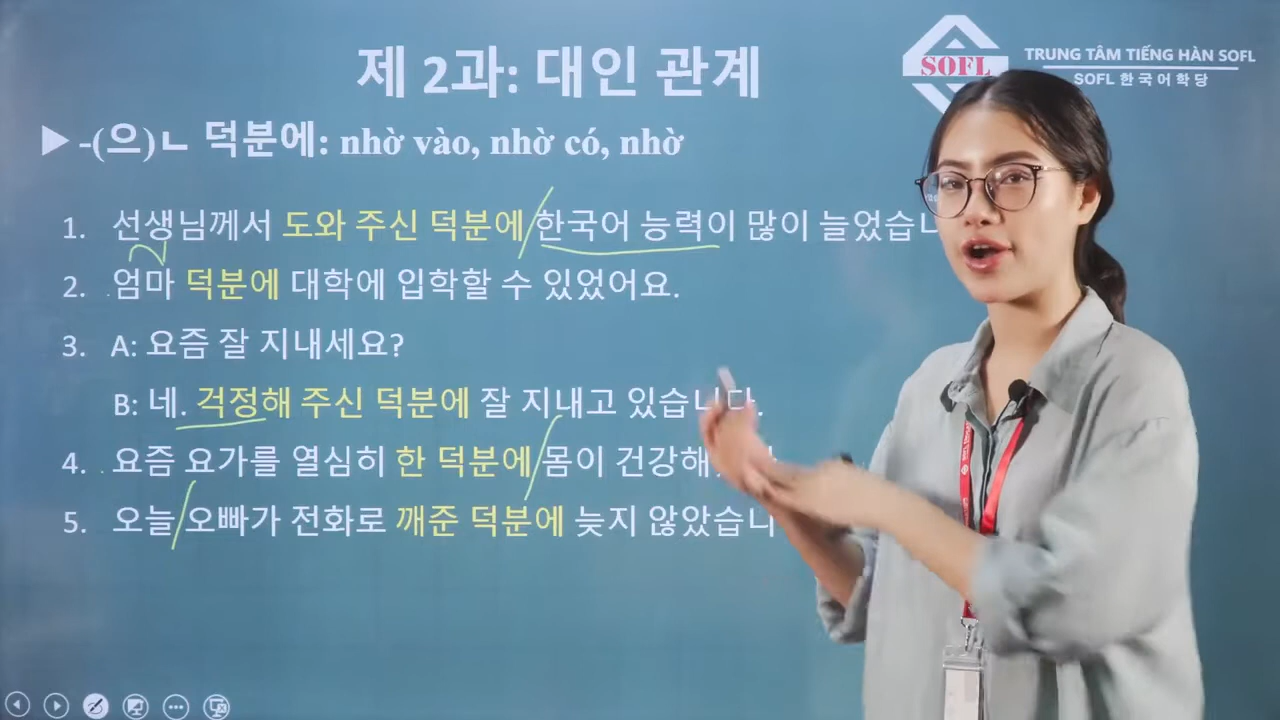 제 2과: 대인 관계
SOFL
TRUNG TÂM TIẾNG HÀN SOFL
SOFL 한국어학당
-(으)ㄴ 덕분에: nhờ vào, nhờ có, nhờ
1. 선생님께서 도와 주신 덕분에 한국어 능력이 많이 늘었습
2. 엄마 덕분에 대학에 입학할 수 있었어요.
3. A: 요즘 잘 지내세요?
B: 네. 걱정해 주신 덕분에 잘 지내고 있습니다.
4. 요즘 요가를 열심히 한 덕분에 몸이 건강해
5. 오늘 오빠가 전화로 깨준 덕분에 늦지 않았습니